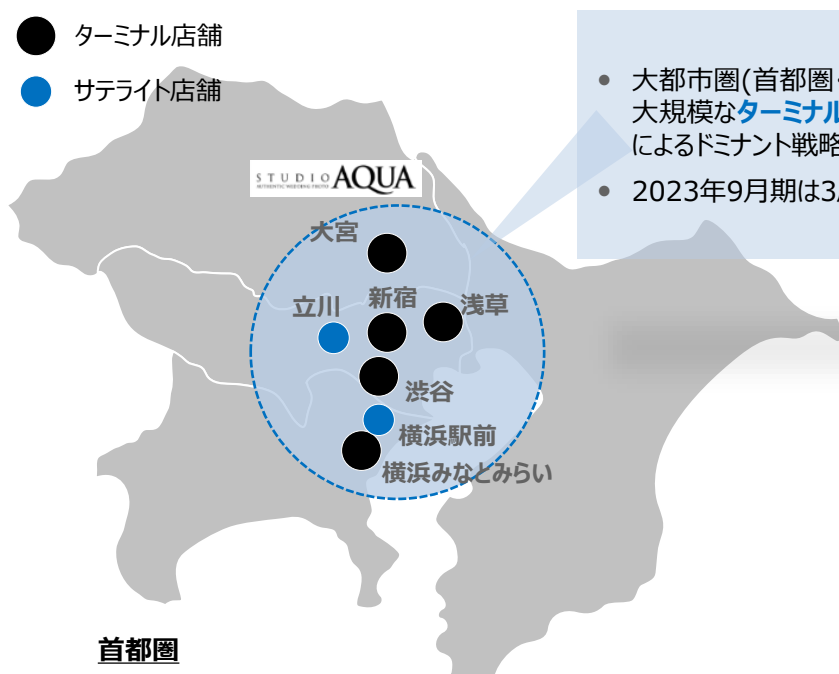 ターミナル店舗
サテライト店舗
大都市圏(首都圏
大規模なターミナル
によるドミナント戦略
2023年9月期は3
STUDIO AQUA
AUTHENTIC WEDDING PHOTO
大宮
立川
新宿
浅草
渋谷
横浜駅前
横浜みなとみらい
首都圏